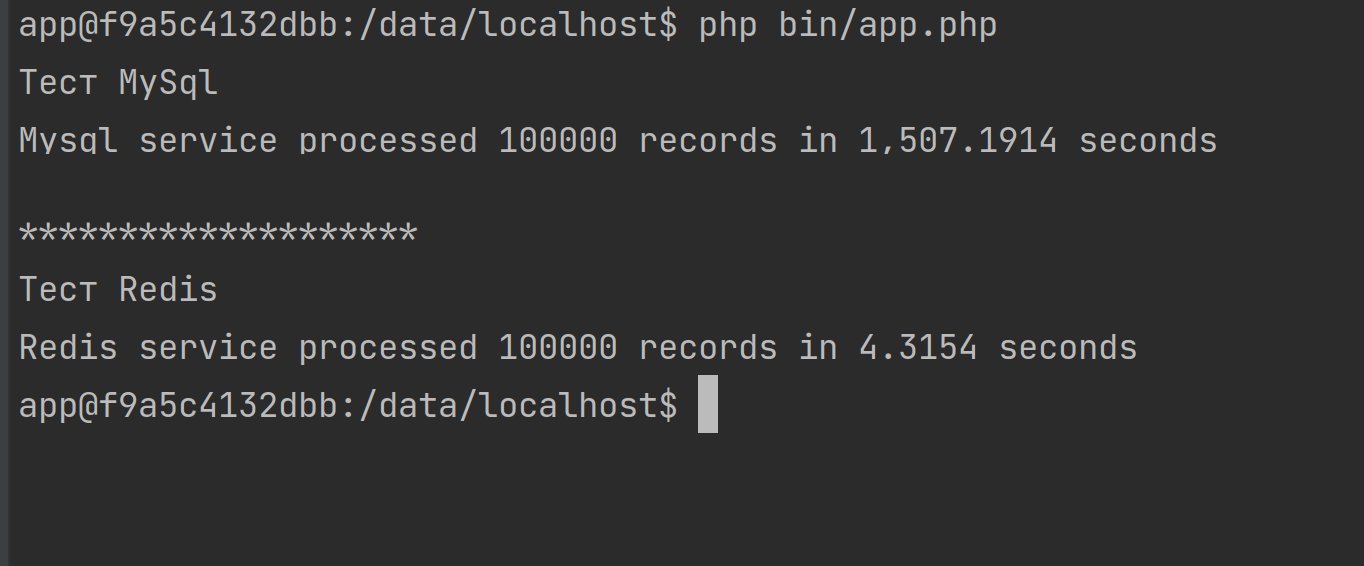 app@f9a5c4132dbb:/data/localhost$ php bin/app.php
Тест MySql
Mysql service processed 100000 records in 1,507.1914 seconds
********************
Тест Redis
Redis service processed 100000 records in 4.3154 seconds
app@f9a5c4132dbb:/data/localhost$